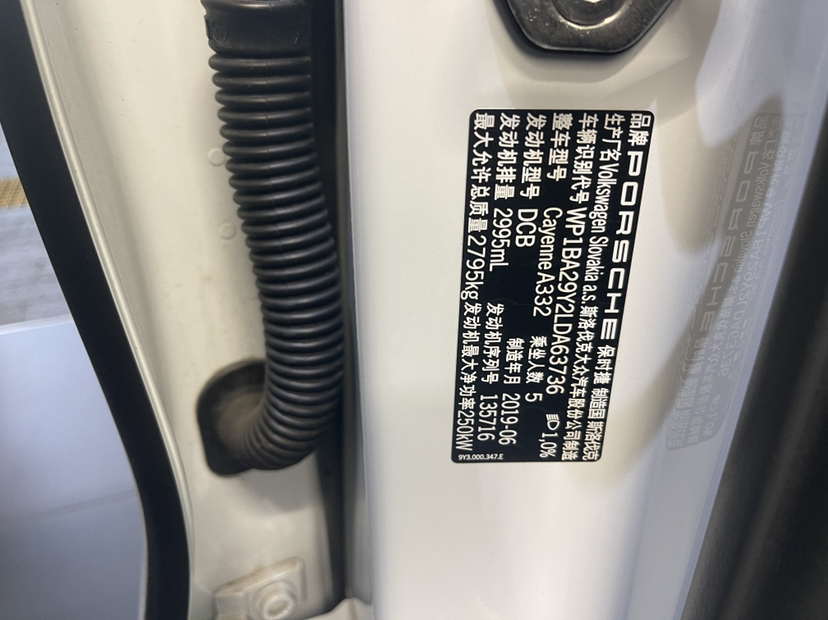 品牌 PORSCHE 保时捷 制造国 斯洛伐克
生产厂名 Volkswagen Slovakia a.s. 斯洛伐克大众汽车股份公司制造
车辆识别代号 WP1BA29Y2LDA63736 1,0%
整车型号 Cayenne A332 乘坐人数 5
发动机型号 DCB 制造年月 2019-06
发动机排量 2995mL 发动机序列号 135716
最大允许总质量 2795kg 发动机最大净功率 250kW
9Y3.000.347.E